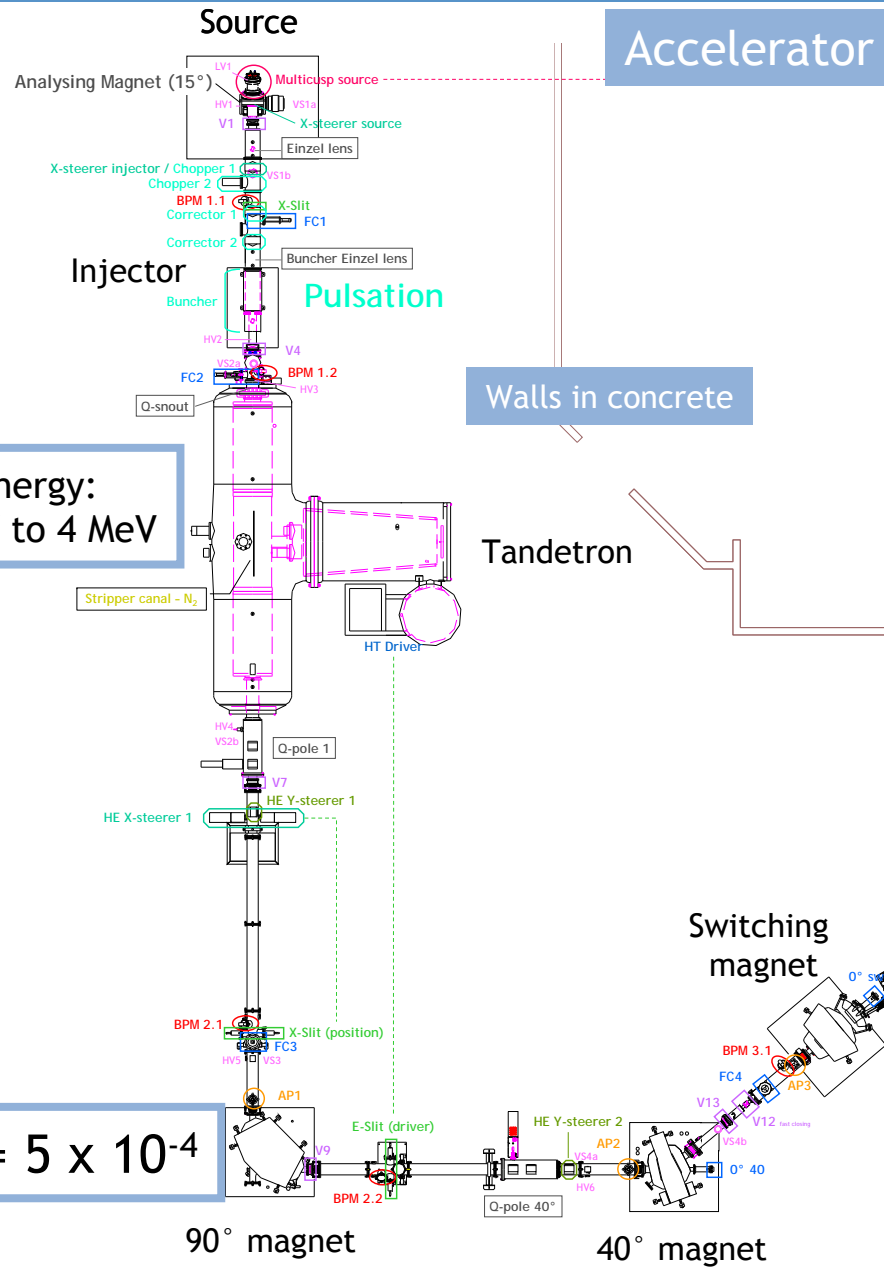 Source
Accelerator
LV1
Analysing Magnet (15°)
Multicusp source
HV1
VS1a
V1
X-steerer source
Einzel lens
X-steerer injector / Chopper 1
VS1b
Chopper 2
BPM 1.1
X-Slit
Corrector 1
FC1
Corrector 2
Buncher Einzel lens
Injector
Buncher
Pulsation
HV2
V4
VS2a
FC2
BPM 1.2
HV3
Q-snout
Walls in concrete
nergy:
to 4 MeV
Tandetron
Stripper canal - N₂
HT Driver
HV4
VS2b
Q-pole 1
V7
HE Y-steerer 1
HE X-steerer 1
Switching
magnet
0° sw
BPM 2.1
X-Slit (position)
FC3
HV5
VS3
BPM 3.1
FC4
AP3
AP1
V13
V12 fast closing
E-Slit (driver)
HE Y-steerer 2
VS4b
= 5 x 10⁻⁴
V9
AP2
VS4a
0° 40
BPM 2.2
HV6
Q-pole 40°
90° magnet
40° magnet